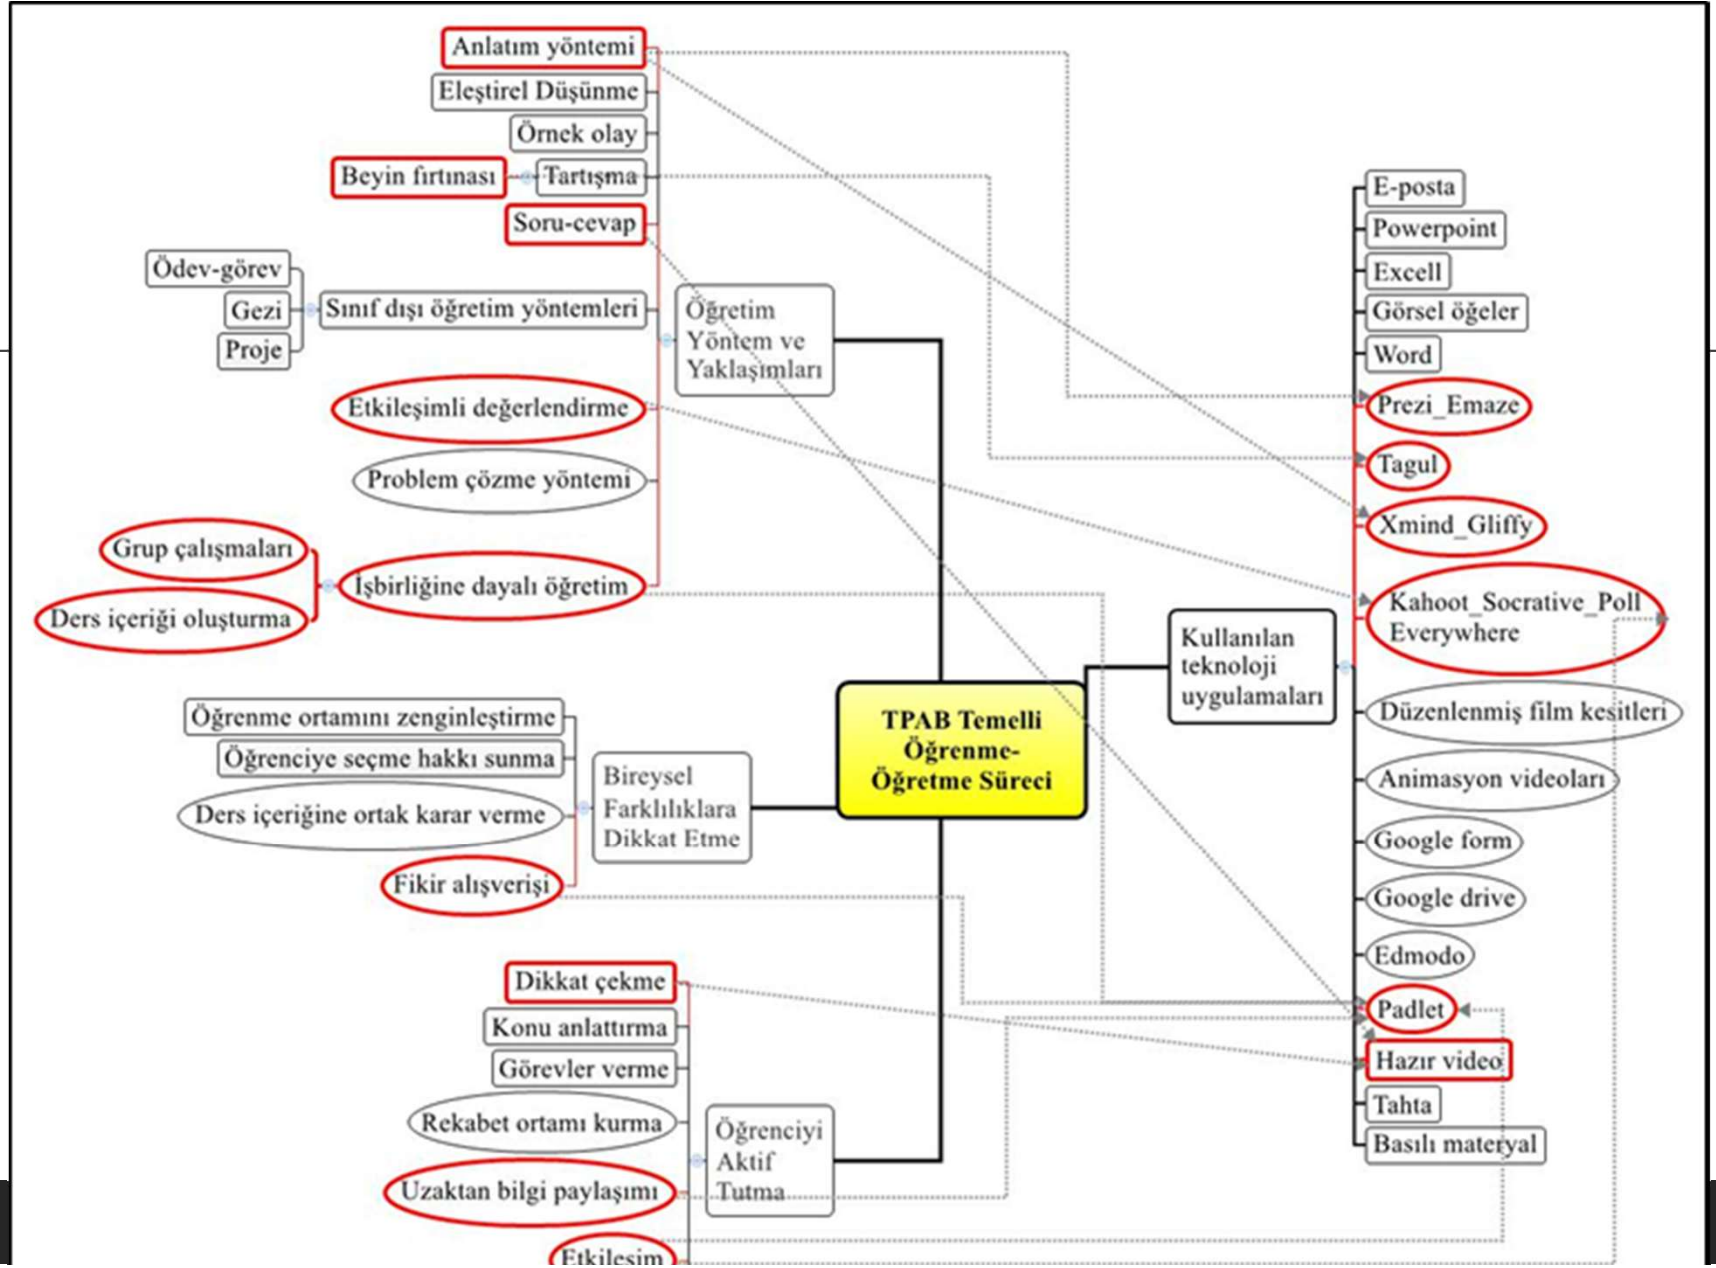 Anlatım yöntemi
Eleştirel Düşünme
Örnek olay
Beyin fırtınası
Tartışma
Soru-cevap
Ödev-görev
Gezi
Proje
Sınıf dışı öğretim yöntemleri
Öğretim
Yöntem ve
Yaklaşımları
Etkileşimli değerlendirme
Problem çözme yöntemi
Grup çalışmaları
Ders içeriği oluşturma
İşbirliğine dayalı öğretim
Öğrenme ortamını zenginleştirme
Öğrenciye seçme hakkı sunma
Ders içeriğine ortak karar verme
Fikir alışverişi
Bireysel
Farklılıklara
Dikkat Etme
TPAB Temelli
Öğrenme-
Öğretme Süreci
Dikkat çekme
Konu anlattırma
Görevler verme
Rekabet ortamı kurma
Uzaktan bilgi paylaşımı
Etkileşim
Öğrenciyi
Aktif
Tutma
Kullanılan
teknoloji
uygulamaları
E-posta
Powerpoint
Excell
Görsel öğeler
Word
Prezi_Emaze
Tagul
Xmind_Gliffy
Kahoot_Socrative_Poll
Everywhere
Düzenlenmiş film kesitleri
Animasyon videoları
Google form
Google drive
Edmodo
Padlet
Hazır video
Tahta
Basılı materyal